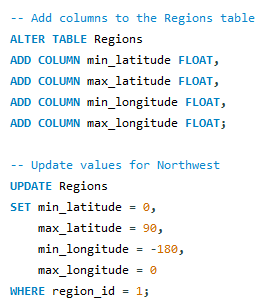 -- Add columns to the Regions table
ALTER TABLE Regions
ADD COLUMN min_latitude FLOAT,
ADD COLUMN max_latitude FLOAT,
ADD COLUMN min_longitude FLOAT,
ADD COLUMN max_longitude FLOAT;

-- Update values for Northwest
UPDATE Regions
SET min_latitude = 0,
    max_latitude = 90,
    min_longitude = -180,
    max_longitude = 0
WHERE region_id = 1;